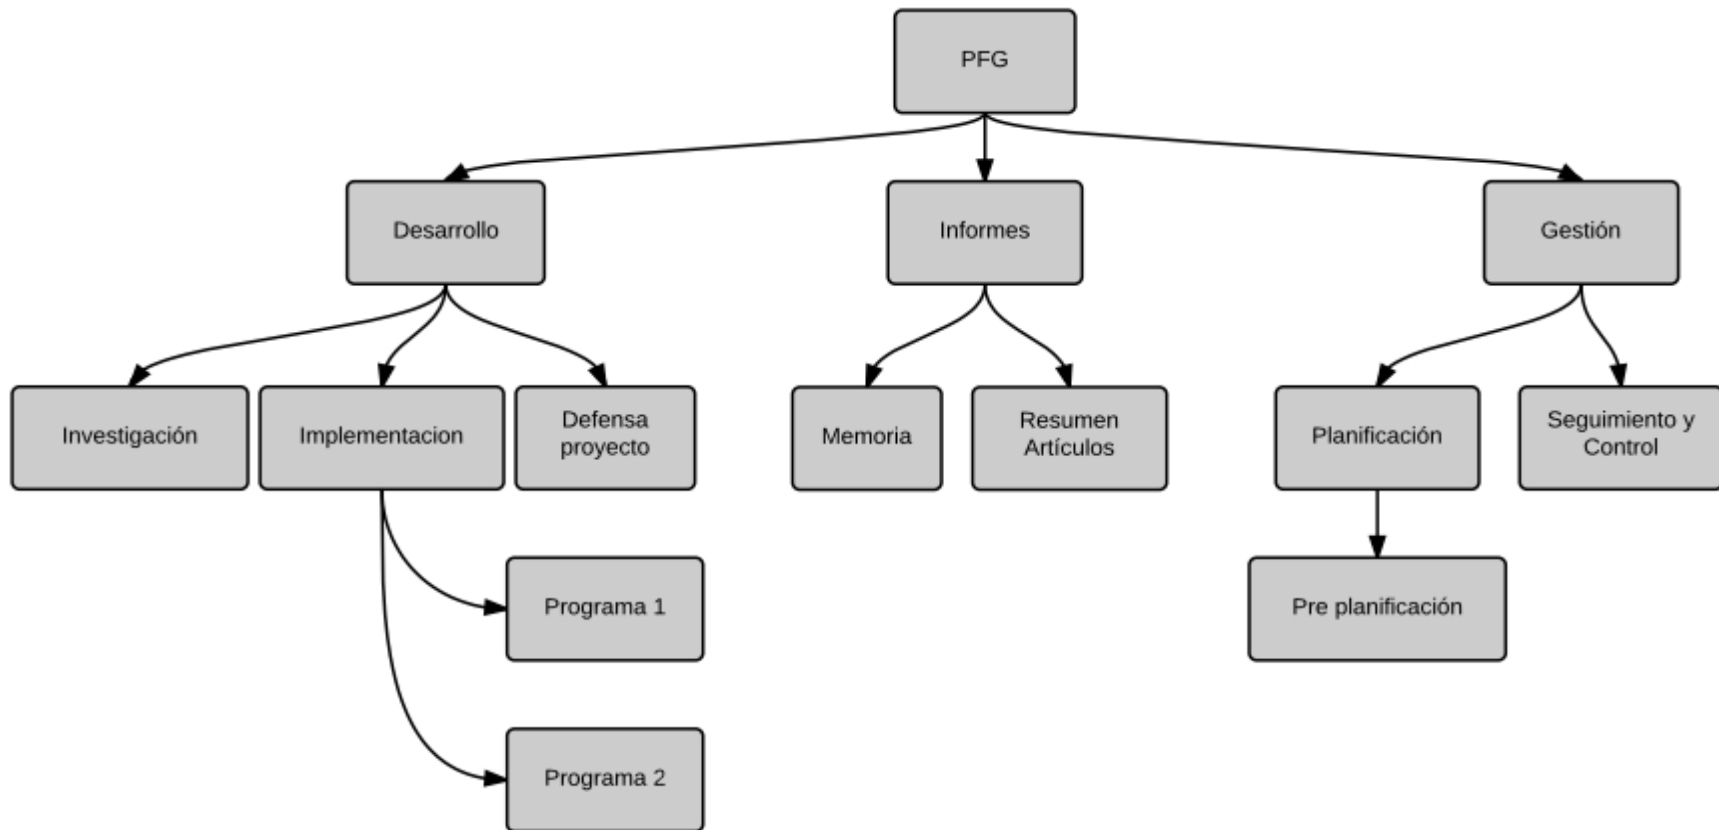 PFG
Desarrollo
Informes
Gestión
Investigación
Implementacion
Defensa
proyecto
Memoria
Resumen
Artículos
Planificación
Seguimiento y
Control
Programa 1
Pre planificación
Programa 2